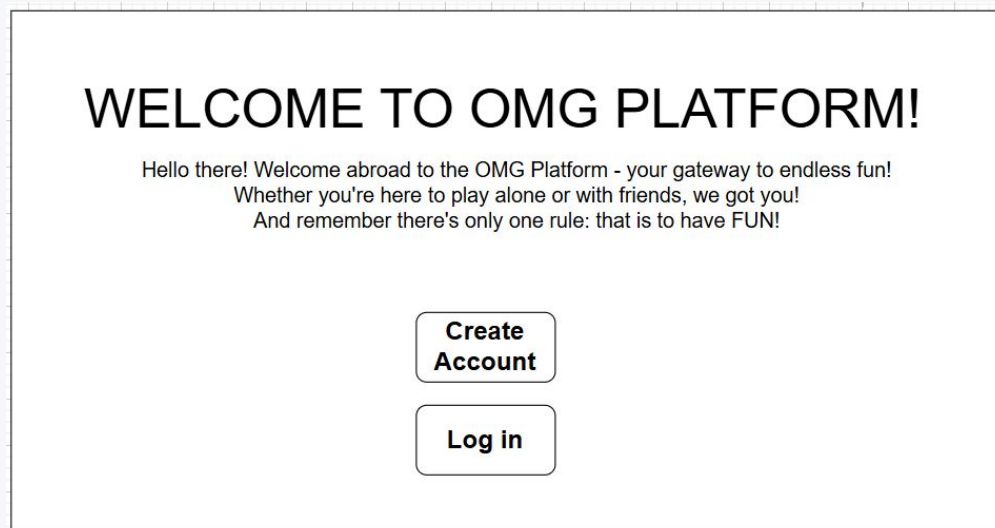 WELCOME TO OMG PLATFORM!
Hello there! Welcome abroad to the OMG Platform - your gateway to endless fun!
Whether you're here to play alone or with friends, we got you!
And remember there's only one rule: that is to have FUN!
Create
Account
Log in